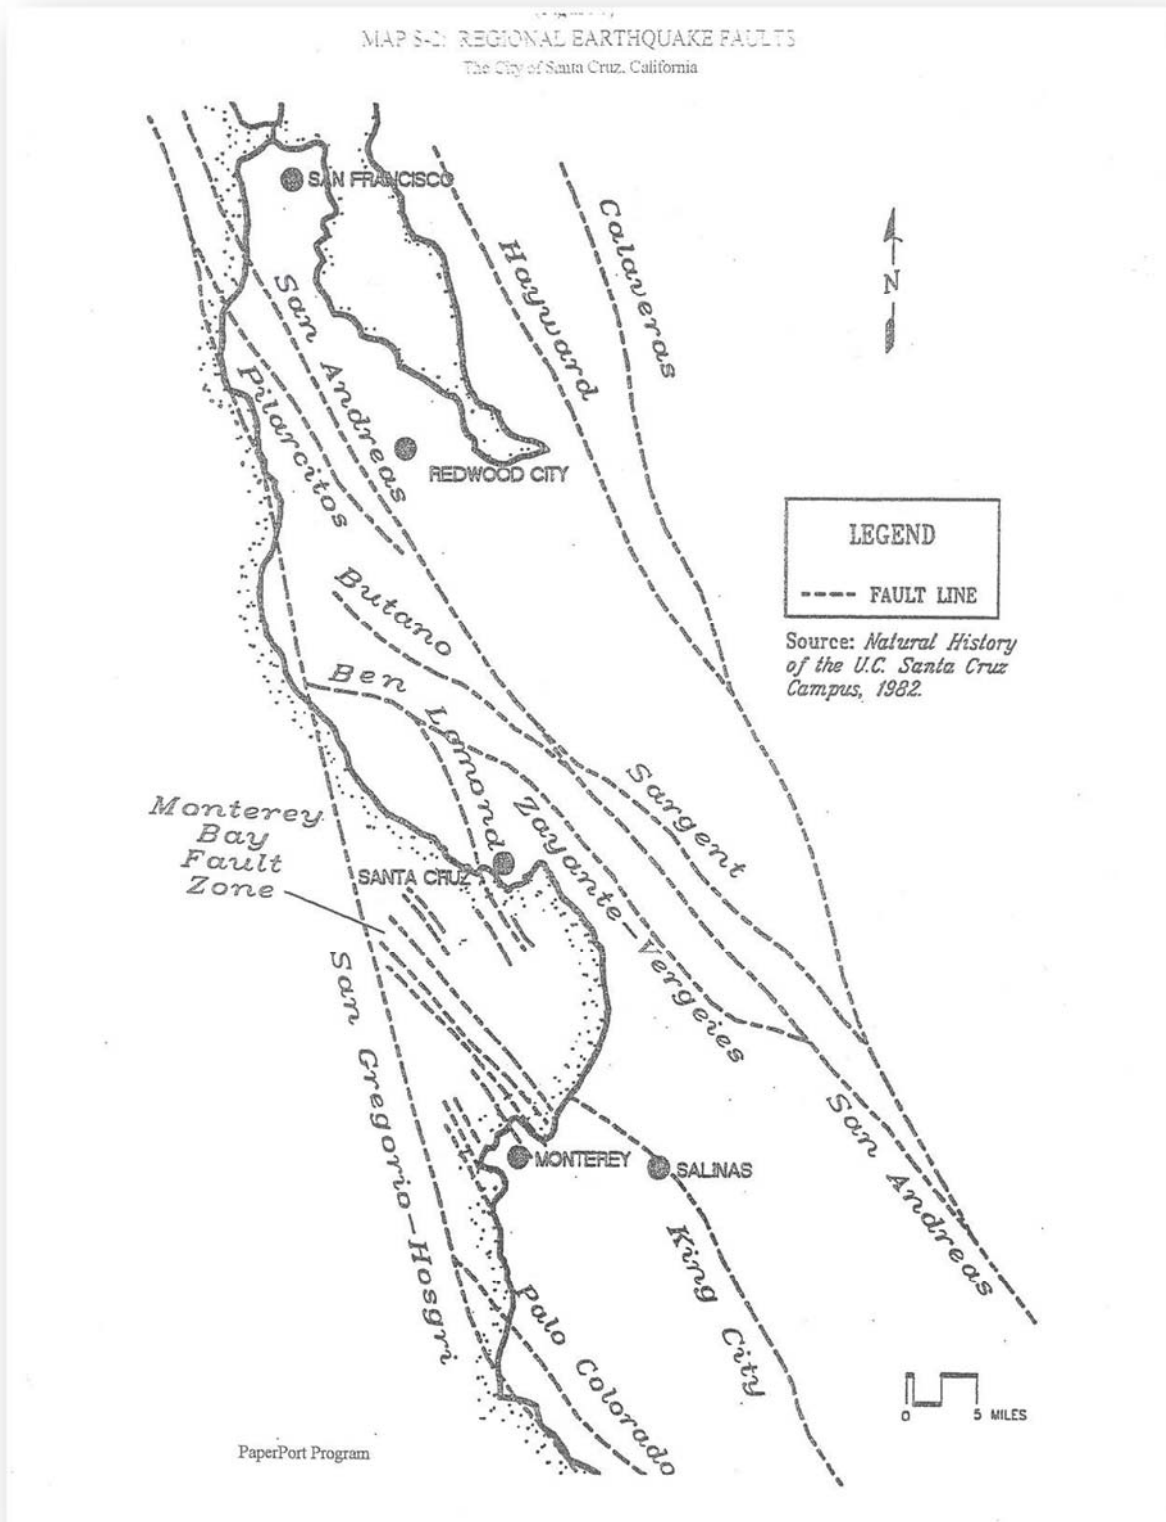 MAP S-2: REGIONAL EARTHQUAKE FAULTS
The City of Santa Cruz, California
SAN FRANCISCO
Calaveras
Hayward
N
San Andreas
Pilarcitos
REDWOOD CITY
LEGEND
FAULT LINE
Source: Natural History
of the U.C. Santa Cruz
Campus, 1982.
Butano
Ben Lomond
Sargent
Zayante-Vergeles
Monterey
Bay
Fault
Zone
SANTA CRUZ
San Gregorio-Hosgri
San Andreas
MONTEREY
SALINAS
King City
Palo Colorado
0 5 MILES
PaperPort Program